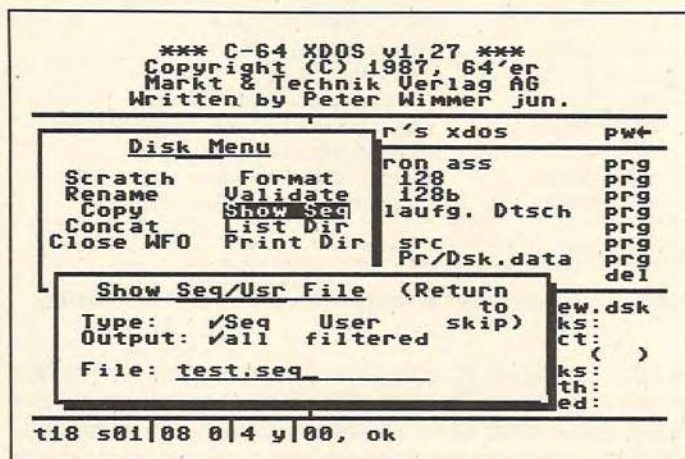 *** C-64 XDOS v1.27 ***
Copyright (C) 1987, 64'er
Markt & Technik Verlag AG
Written by Peter Wimmer jun.
r's xdos pw←
Disk Menu
ron ass prg
Scratch Format 128 prg
Rename Validate 128b prg
Copy Show Seq laufg. Dtsch prg
Concat List Dir prg
Close WFO Print Dir src prg
Pr/Dsk.data prg
del
Show Seq/Usr File (Return
to ew.dsk
Type: ✓Seq User skip) ks:
Output: ✓all filtered ct:
( )
File: test.seq_ ks:
th:
ed:
t18 s01|08 0|4 y|00, ok